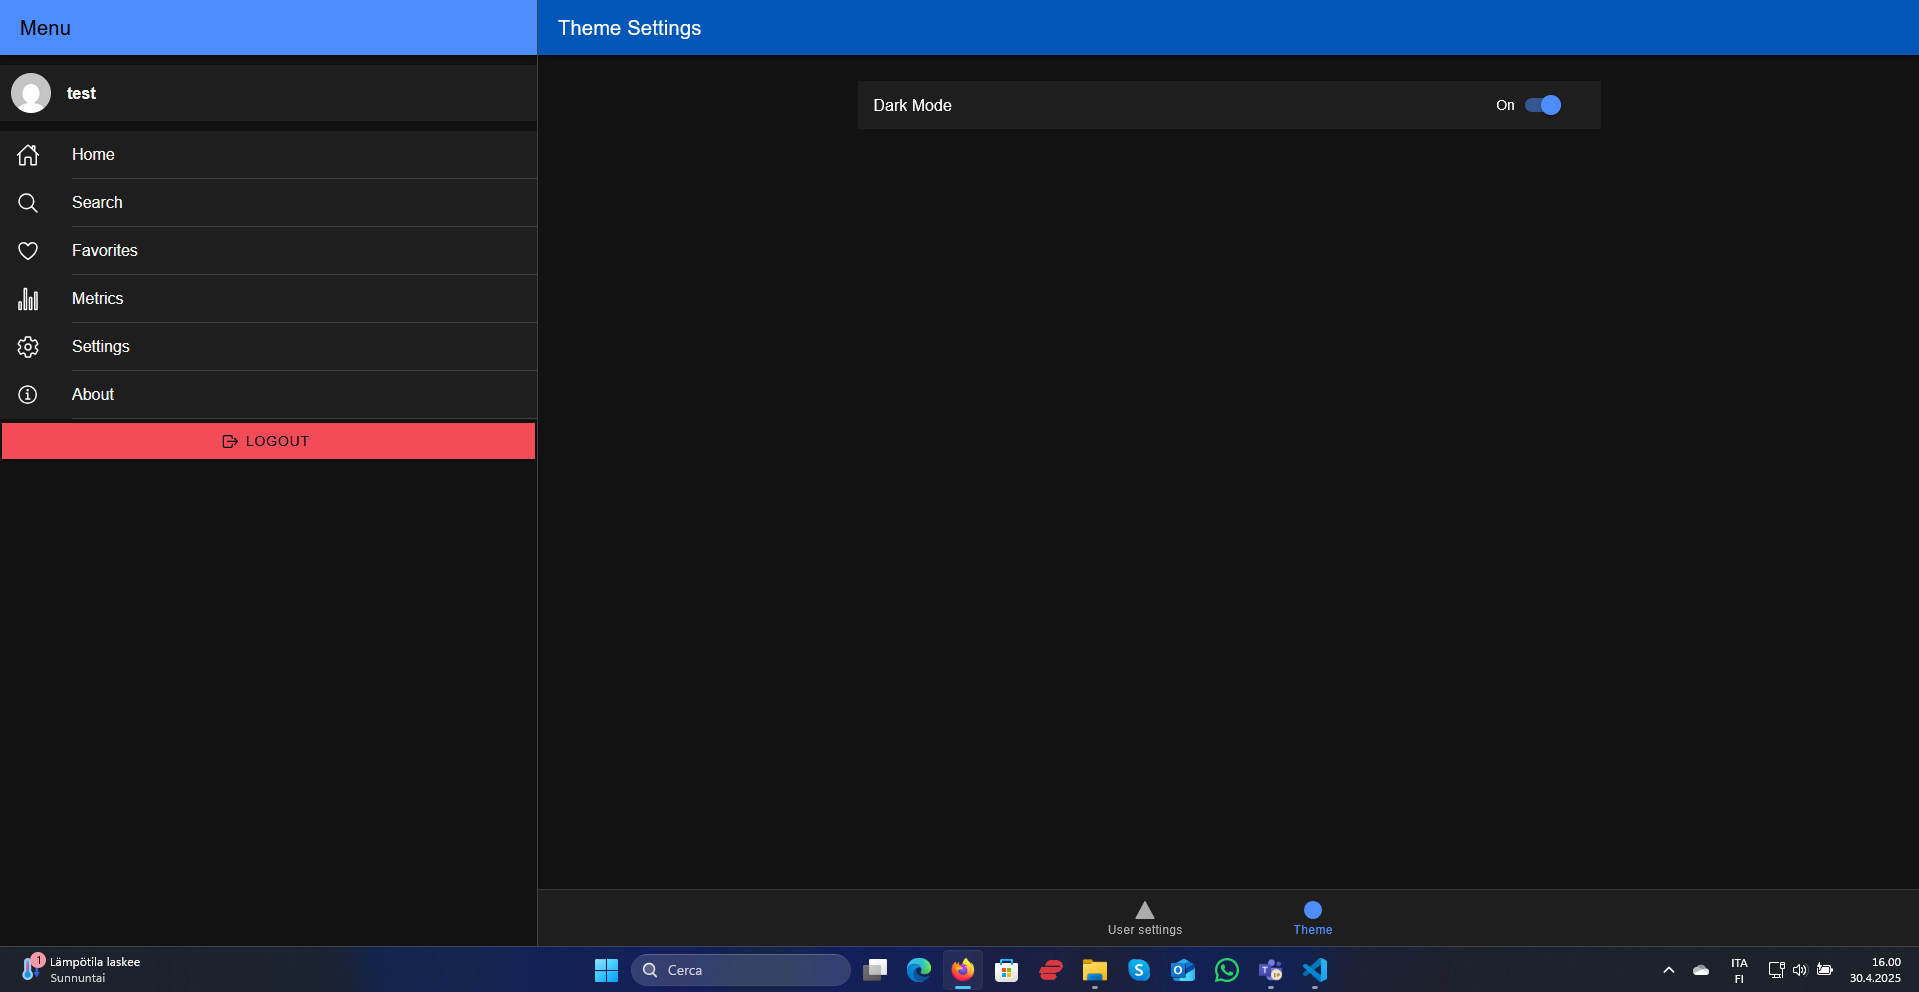 Menu
Theme Settings
test
Dark Mode
On
Home
Search
Favorites
Metrics
Settings
About
LOGOUT
User settings
Theme
1
Lämpötila laskee
Sunnuntai
Cerca
ITA
FI
16.00
30.4.2025